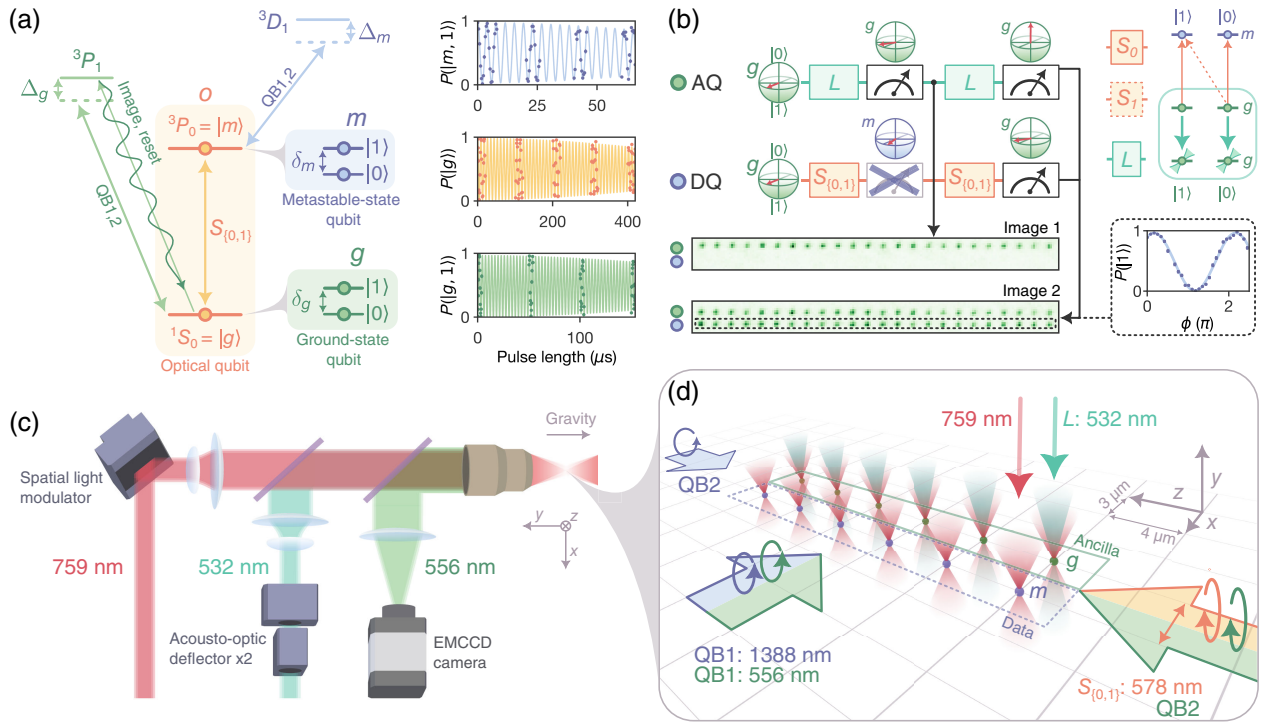 (a)
³D₁
Δₘ
³P₁
Δg
QB1,2
Image, reset
QB1,2
o
³P₀ = |m⟩
S{0,1}
¹S₀ = |g⟩
Optical qubit
m
δₘ
|1⟩
|0⟩
Metastable-state
qubit
g
δg
|1⟩
|0⟩
Ground-state
qubit
P(|m, 1⟩)
1
0
0 25 50
P(|g⟩)
1
0
0 200 400
P(|g, 1⟩)
1
0
0 100
Pulse length (μs)
(b)
g
g
AQ
|0⟩
g
|1⟩
L
L
m
g
DQ
|0⟩
g
|1⟩
S{0,1}
S{0,1}
Image 1
Image 2
|1⟩ |0⟩
S₀
m
S₁
g
L
g
|1⟩ |0⟩
P(|1⟩)
1
0
0 1 2
ϕ (π)
(c)
Gravity
Spatial light
modulator
y
z
x
759 nm
532 nm
556 nm
Acousto-optic
deflector x2
EMCCD
camera
(d)
759 nm
L: 532 nm
QB2
y
z
x
3 μm
4 μm
Ancilla
g
m
Data
QB1: 1388 nm
QB1: 556 nm
S{0,1}: 578 nm
QB2